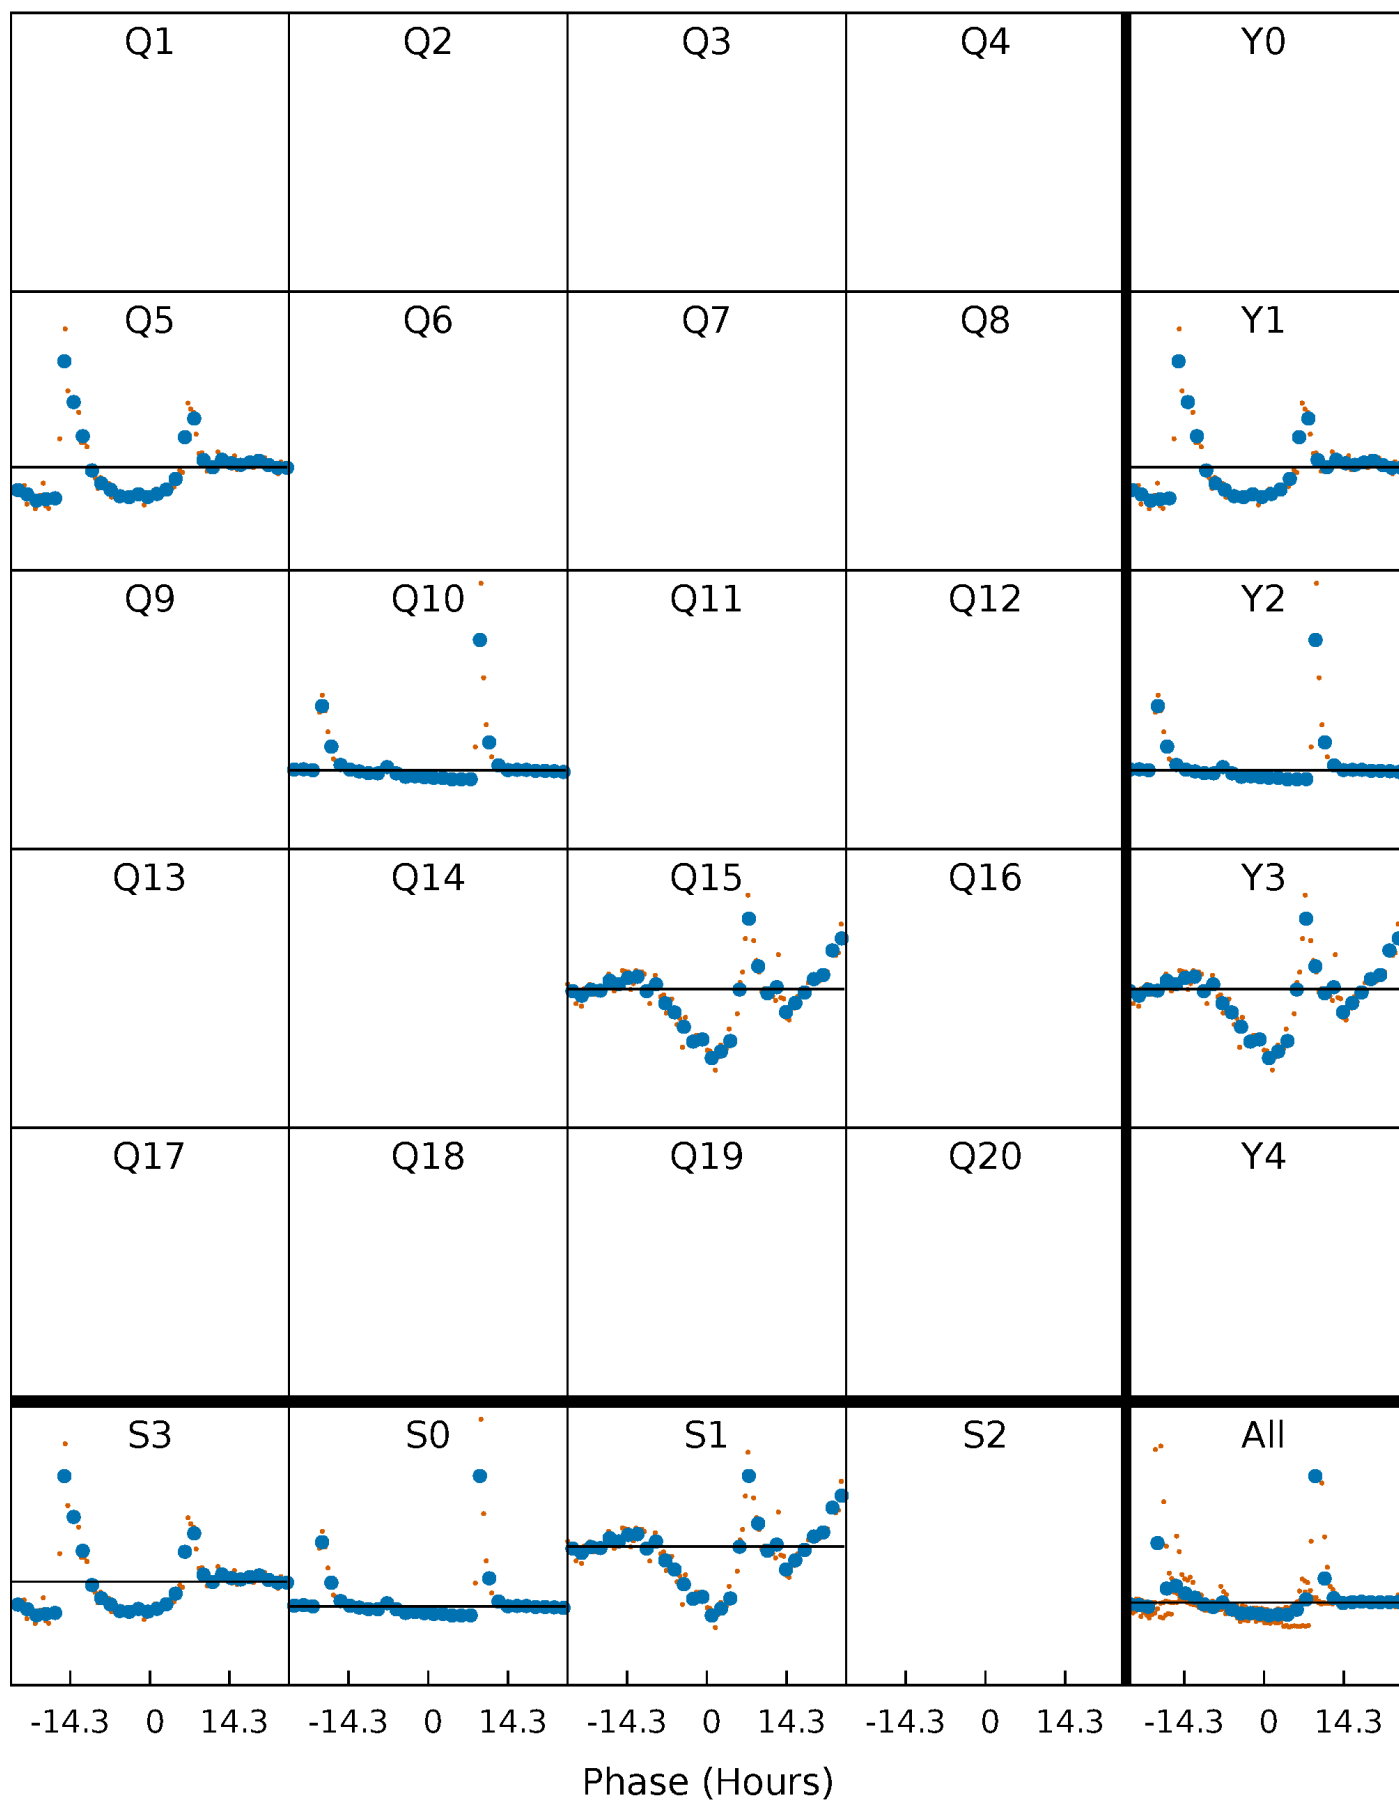 Q1 Q2 Q3 Q4 Y0
Q5 Q6 Q7 Q8 Y1
Q9 Q10 Q11 Q12 Y2
Q13 Q14 Q15 Q16 Y3
Q17 Q18 Q19 Q20 Y4
S3 S0 S1 S2 All
-14.3 0 14.3 -14.3 0 14.3 -14.3 0 14.3 -14.3 0 14.3 -14.3 0 14.3
Phase (Hours)